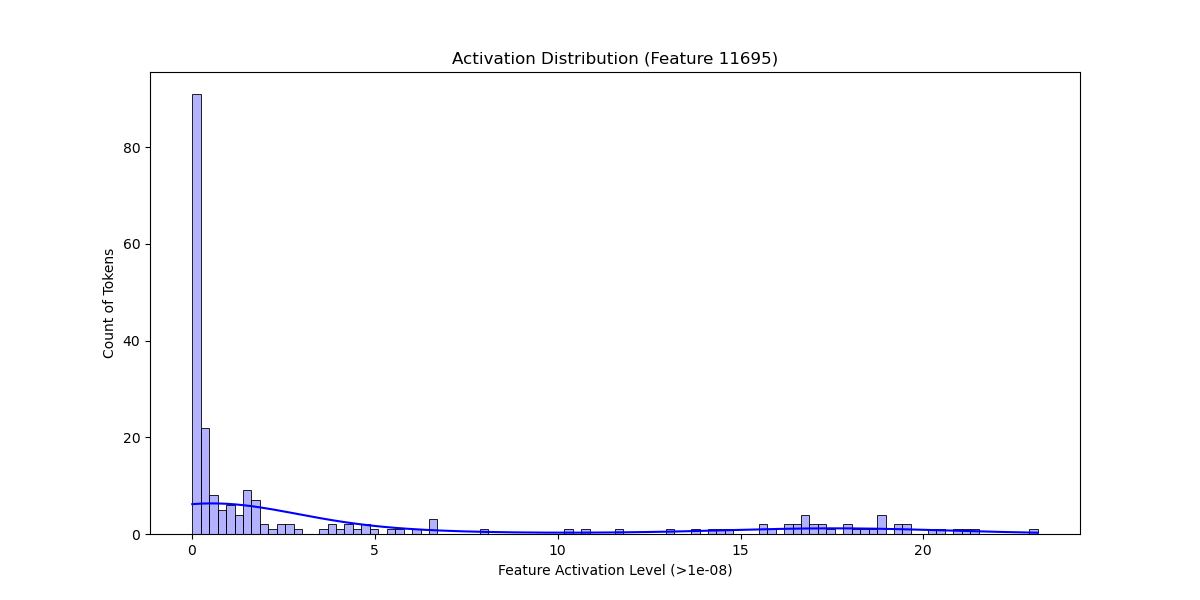 Activation Distribution (Feature 11695)
Count of Tokens
80
60
40
20
0
0 5 10 15 20
Feature Activation Level (>1e-08)